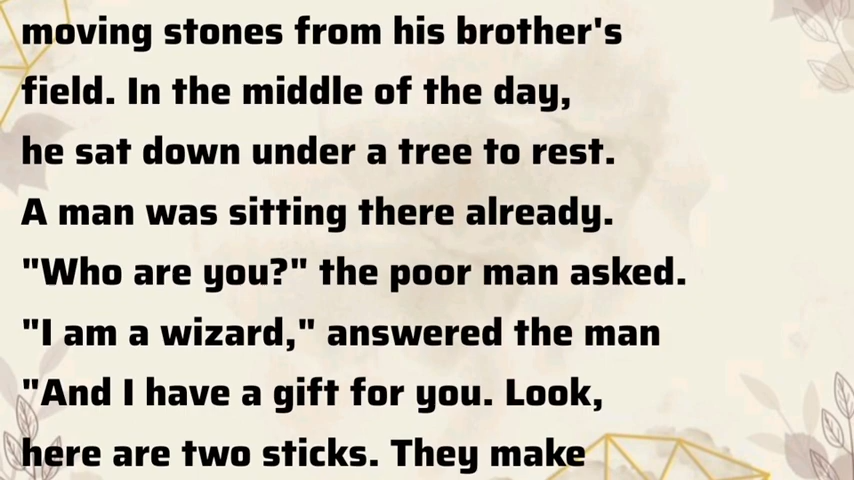 moving stones from his brother's
field. In the middle of the day,
he sat down under a tree to rest.
A man was sitting there already.
"Who are you?" the poor man asked.
"I am a wizard," answered the man
"And I have a gift for you. Look,
here are two sticks. They make